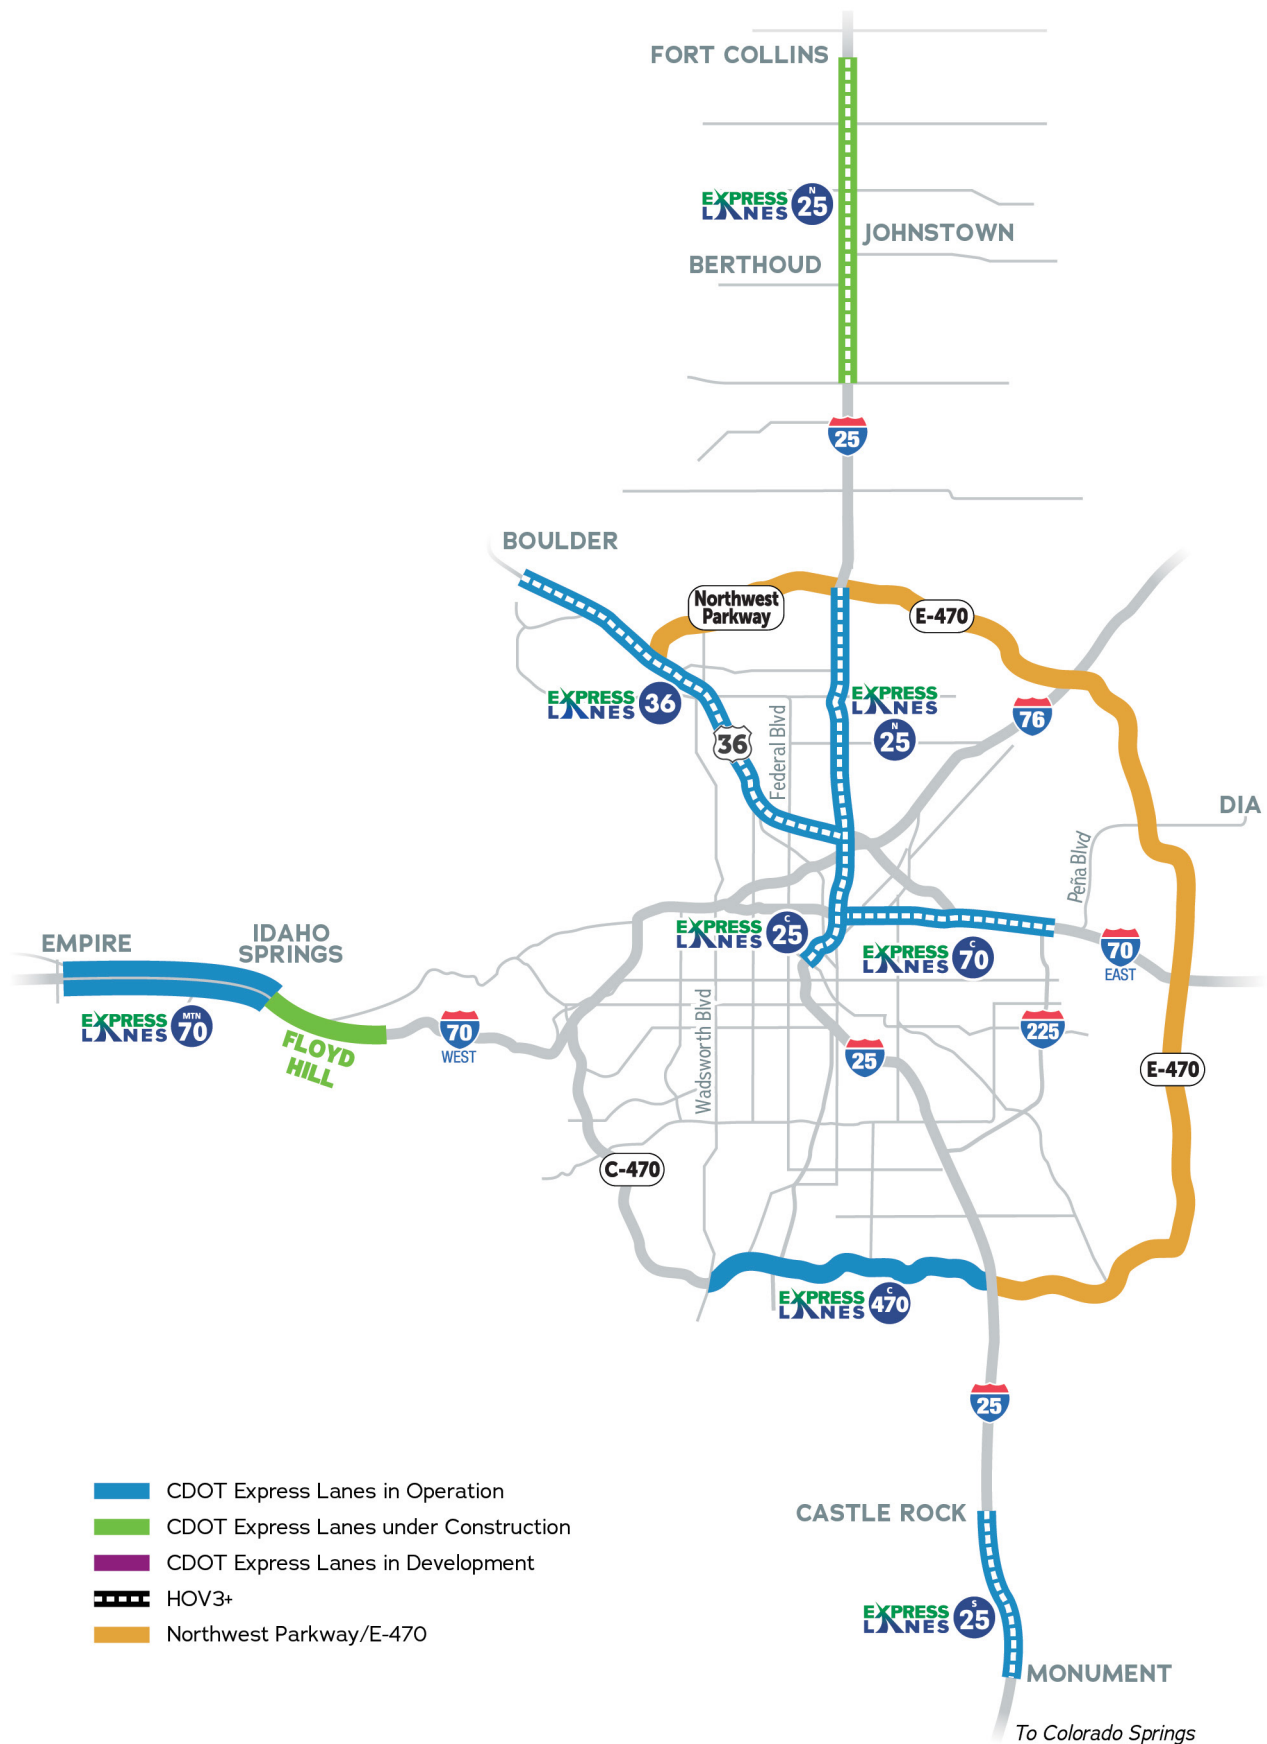 FORT COLLINS
EXPRESS
LANES
N
25
JOHNSTOWN
BERTHOUD
25
BOULDER
Northwest
Parkway
E-470
EXPRESS
LANES
36
EXPRESS
LANES
N
25
76
36
Federal Blvd
DIA
Peña Blvd
EXPRESS
LANES
C
25
EXPRESS
LANES
C
70
70
EAST
EMPIRE
IDAHO
SPRINGS
EXPRESS
LANES
MTN
70
FLOYD
HILL
70
WEST
Wadsworth Blvd
25
225
E-470
C-470
EXPRESS
LANES
C
470
25
CASTLE ROCK
EXPRESS
LANES
S
25
MONUMENT
To Colorado Springs
CDOT Express Lanes in Operation
CDOT Express Lanes under Construction
CDOT Express Lanes in Development
HOV3+
Northwest Parkway/E-470